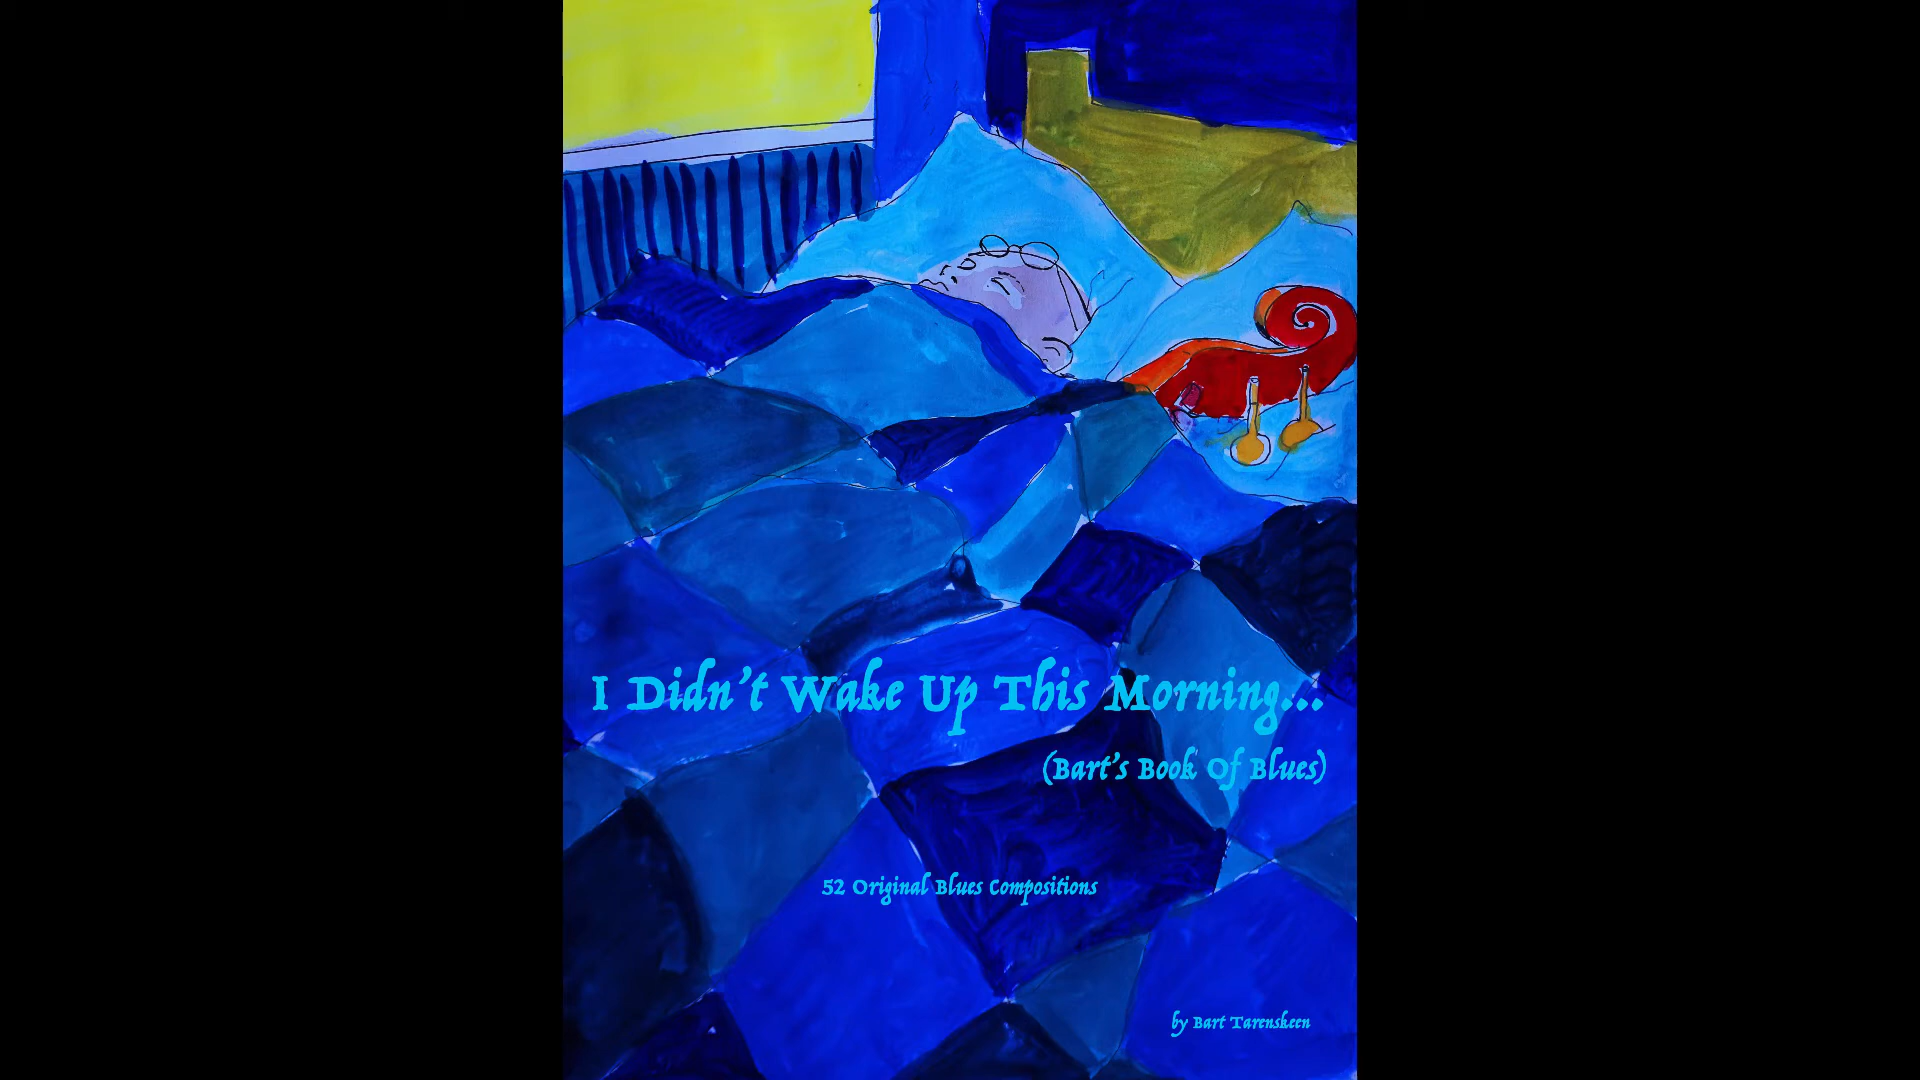 I Didn't Wake Up This Morning...
(Bart's Book Of Blues)
52 Original Blues Compositions
by Bart Tarenskeen